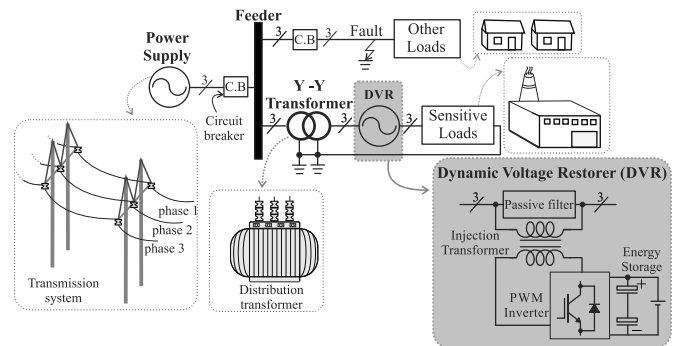 Power
Supply
3
C.B
Circuit
breaker
Feeder
3
C.B
3
Fault
Other
Loads
Y -Y
Transformer
3
3
DVR
3
Sensitive
Loads
phase 1
phase 2
phase 3
Transmission
system
Distribution
transformer
Dynamic Voltage Restorer (DVR)
3
Passive filter
3
Injection
Transformer
Energy
Storage
+
PWM
Inverter
−